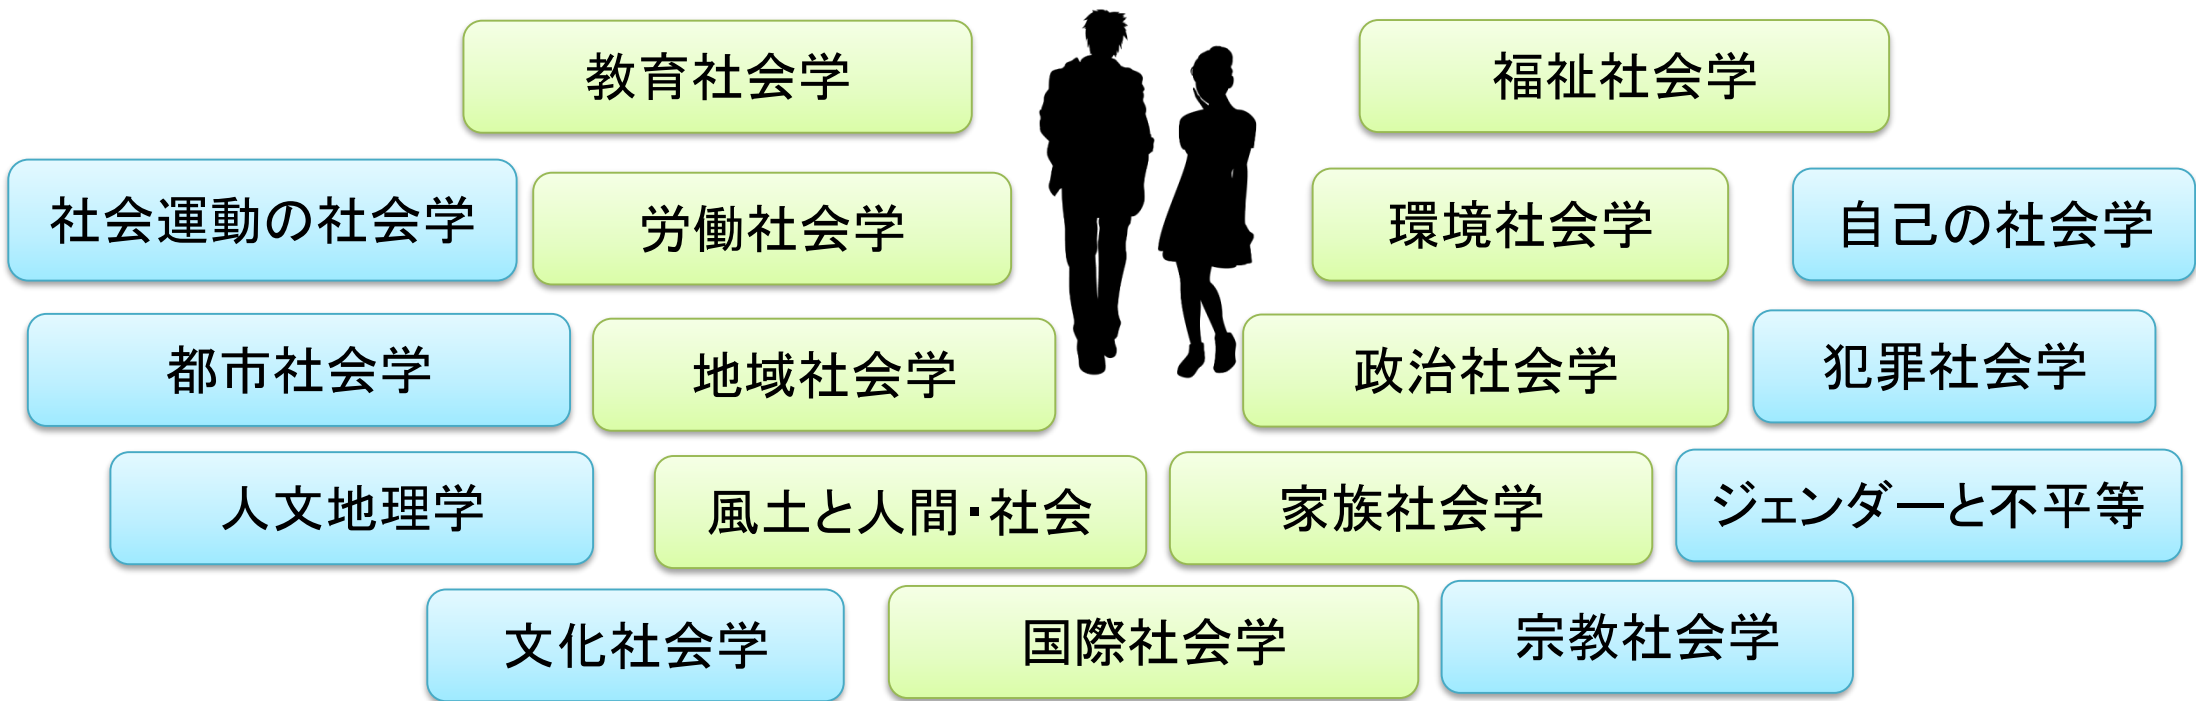 教育社会学
福祉社会学
社会運動の社会学
労働社会学
環境社会学
自己の社会学
都市社会学
地域社会学
政治社会学
犯罪社会学
人文地理学
風土と人間・社会
家族社会学
ジェンダーと不平等
文化社会学
国際社会学
宗教社会学